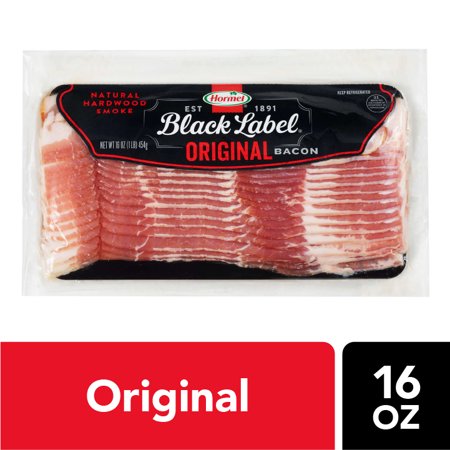 NATURAL
HARDWOOD
SMOKE
Hormel
KEEP REFRIGERATED
EST 1891
Black Label®
ORIGINAL BACON
NET WT 16 OZ (1 LB) 454g
Original
16
OZ